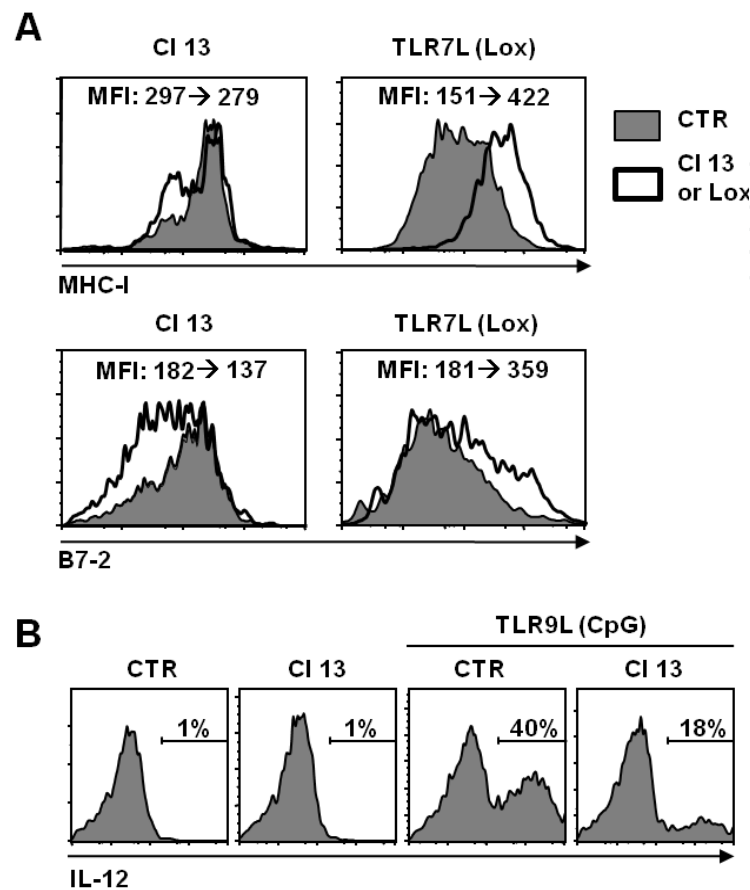 A
Cl 13
TLR7L (Lox)
MFI: 297→ 279
MFI: 151→ 422
CTR
Cl 13
or Lox
MHC-I
Cl 13
TLR7L (Lox)
MFI: 182→ 137
MFI: 181→ 359
B7-2
B
TLR9L (CpG)
CTR
Cl 13
CTR
Cl 13
1%
1%
40%
18%
IL-12